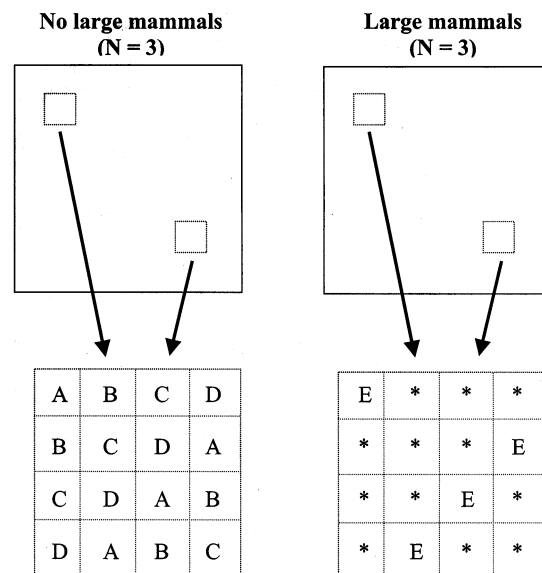 No large mammals
(N = 3)
Large mammals
(N = 3)
A B C D
B C D A
C D A B
D A B C
E * * *
* * * E
* * E *
* E * *